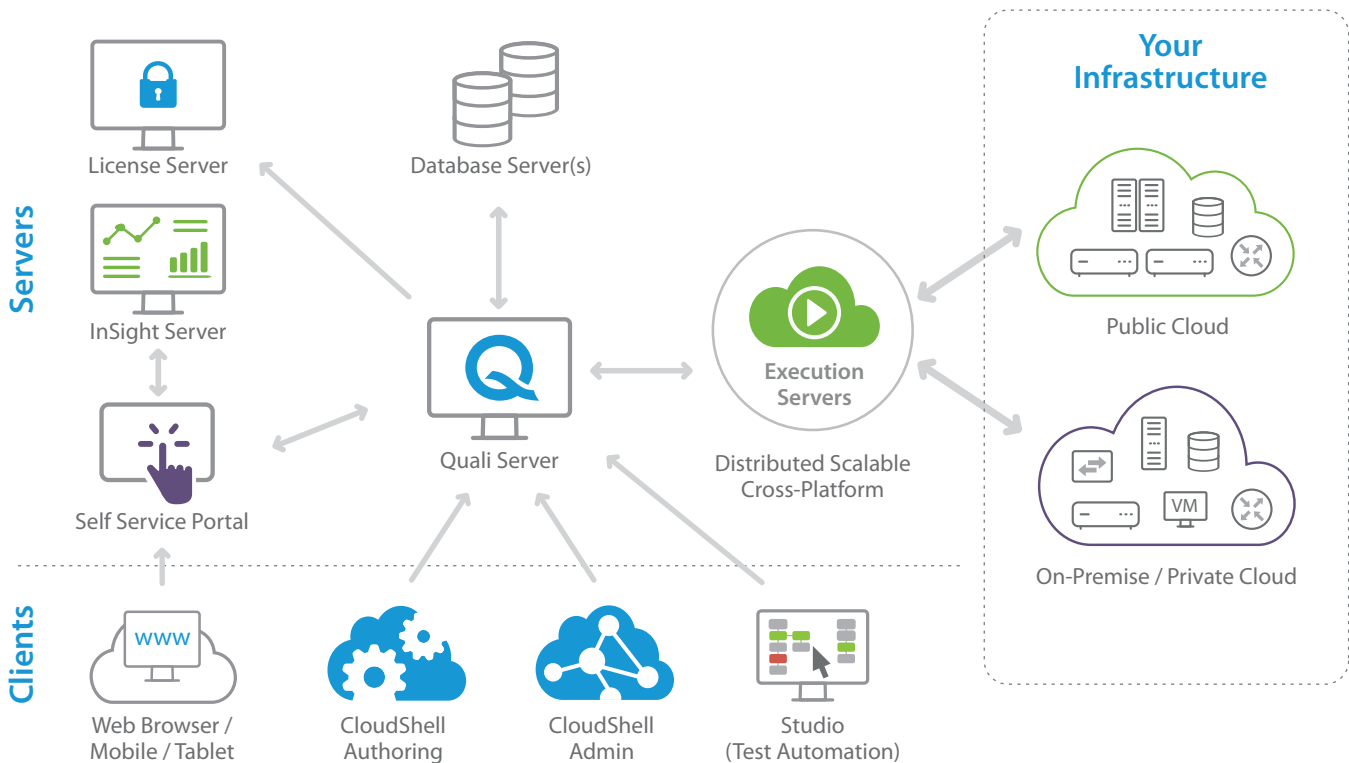 Your
Infrastructure
License Server
Database Server(s)
Servers
InSight Server
Public Cloud
Execution
Servers
Quali Server
Distributed Scalable
Cross-Platform
Self Service Portal
VM
On-Premise / Private Cloud
Clients
www
Web Browser /
Mobile / Tablet
CloudShell
Authoring
CloudShell
Admin
Studio
(Test Automation)